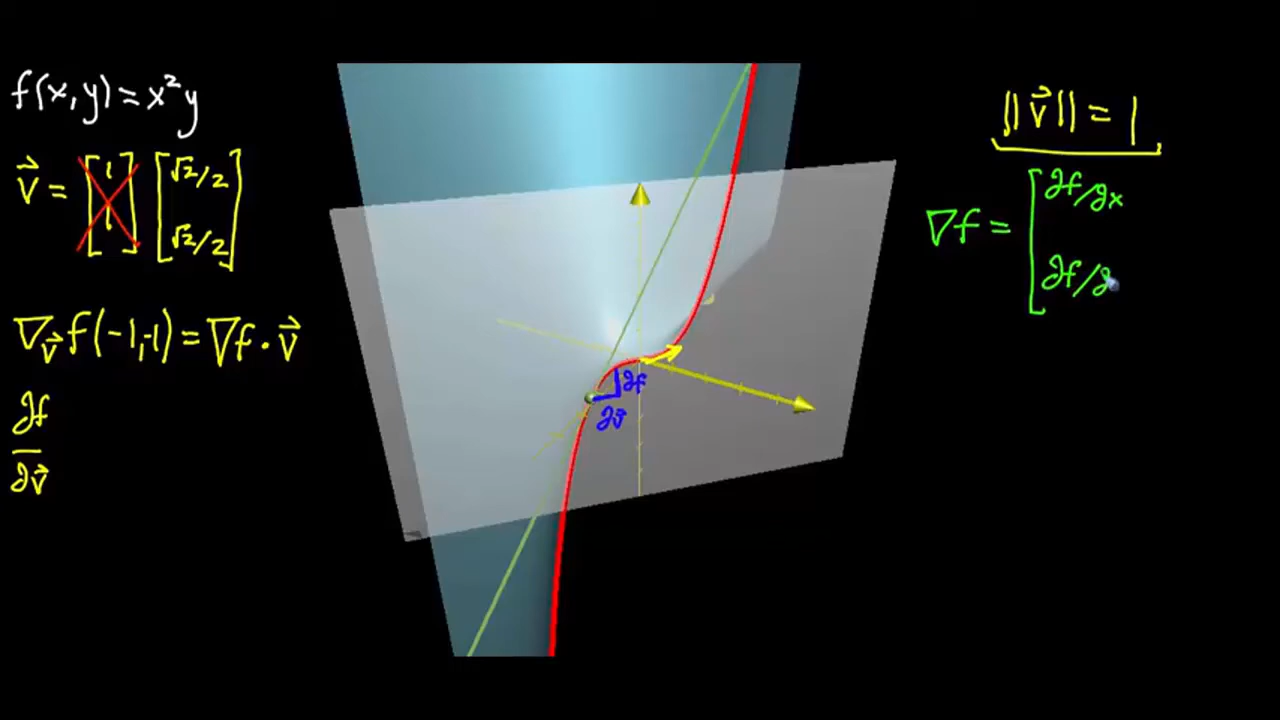 f(x,y)=x²y
v⃗ = [1 1] [√2/2 √2/2]
∇v⃗ f(-1,-1)=∇f·v⃗
∂f
∂v⃗
∂f
∂v⃗
||v⃗|| = 1
∇f = [∂f/∂x
∂f/∂